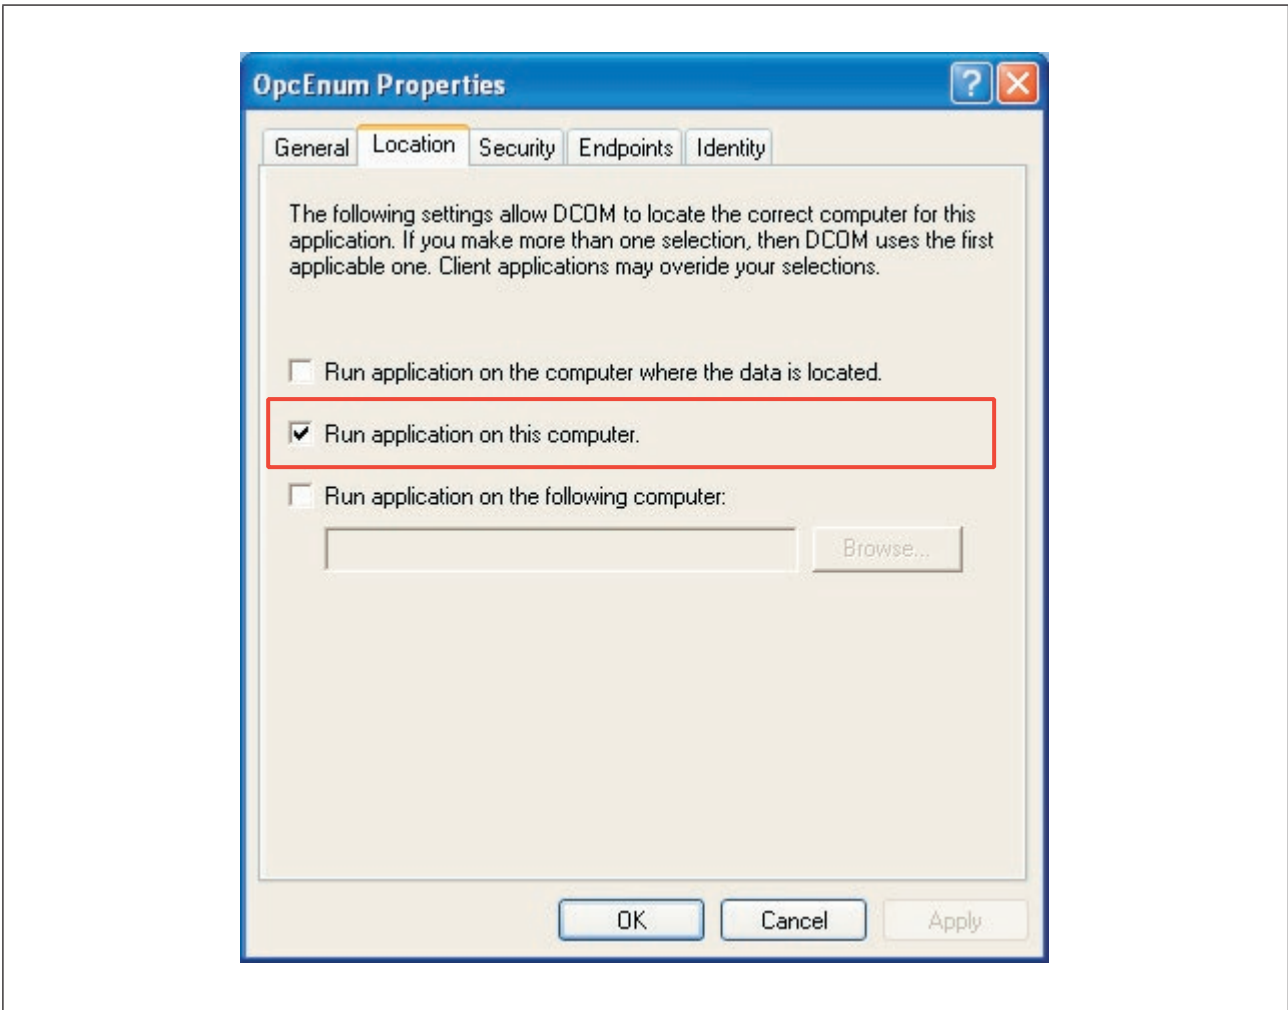 OpcEnum Properties
General Location Security Endpoints Identity
The following settings allow DCOM to locate the correct computer for this
application. If you make more than one selection, then DCOM uses the first
applicable one. Client applications may overide your selections.
Run application on the computer where the data is located.
Run application on this computer.
Run application on the following computer:
Browse...
OK Cancel Apply